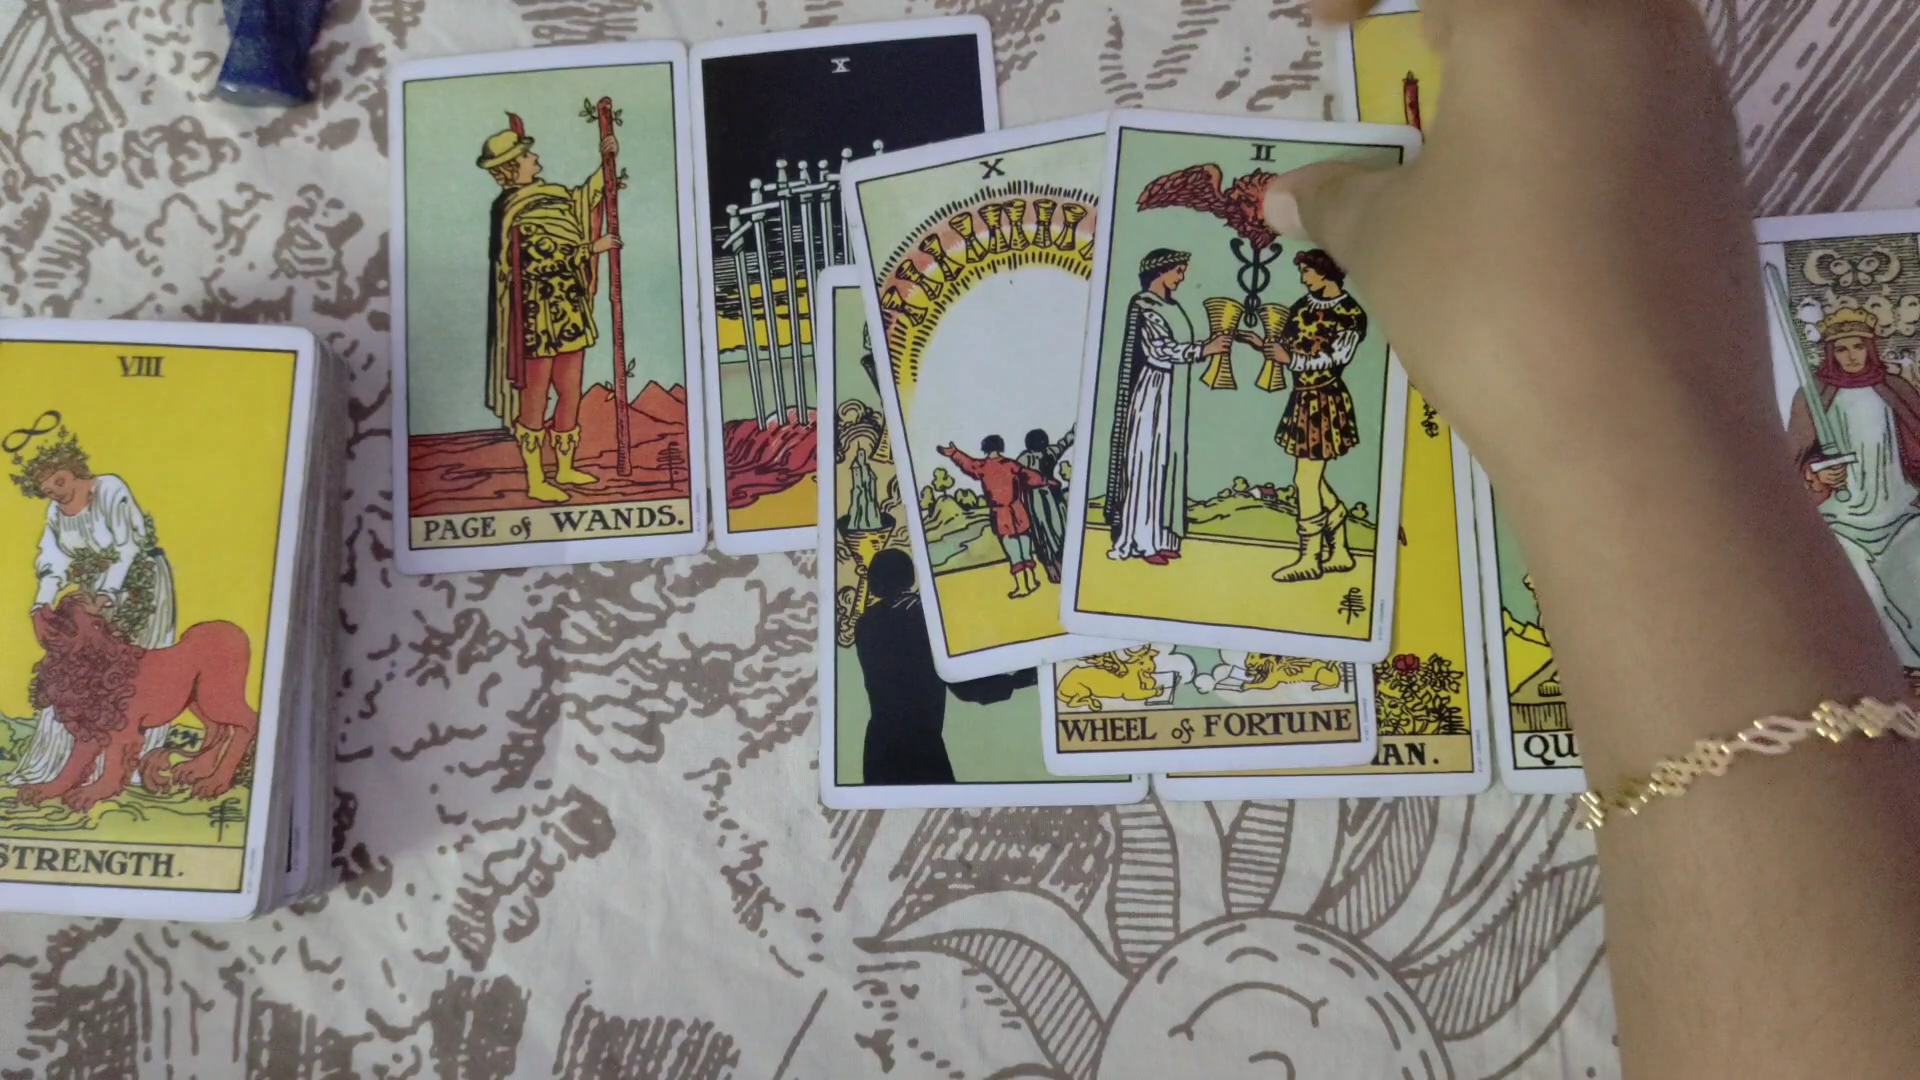 X
X
II
VIII
PAGE of WANDS.
WHEEL of FORTUNE
AN.
QU
STRENGTH.